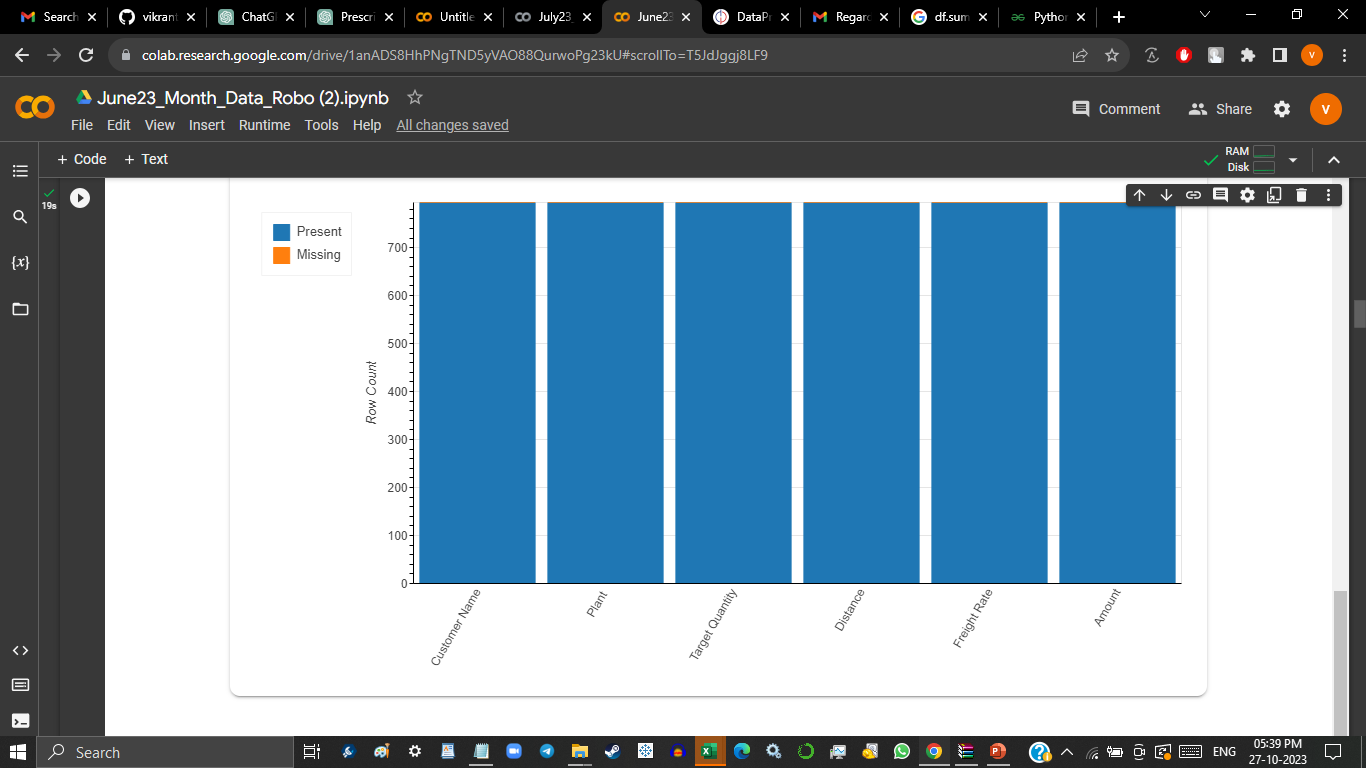 Search
vikrant
ChatG
Prescri
Untitle
July23_
June23
DataPr
Regard
df.sum
Python
colab.research.google.com/drive/1anADS8HhPNgTND5yVAO88QurwoPg23kU#scrollTo=T5JdJggj8LF9
V
June23_Month_Data_Robo (2).ipynb
File Edit View Insert Runtime Tools Help All changes saved
Comment
Share
V
+ Code + Text
RAM
Disk
19s
{x}
Present
Missing
700
600
500
400
300
200
100
0
Row Count
Customer Name
Plant
Target Quantity
Distance
Freight Rate
Amount
Search
ENG
05:39 PM
27-10-2023